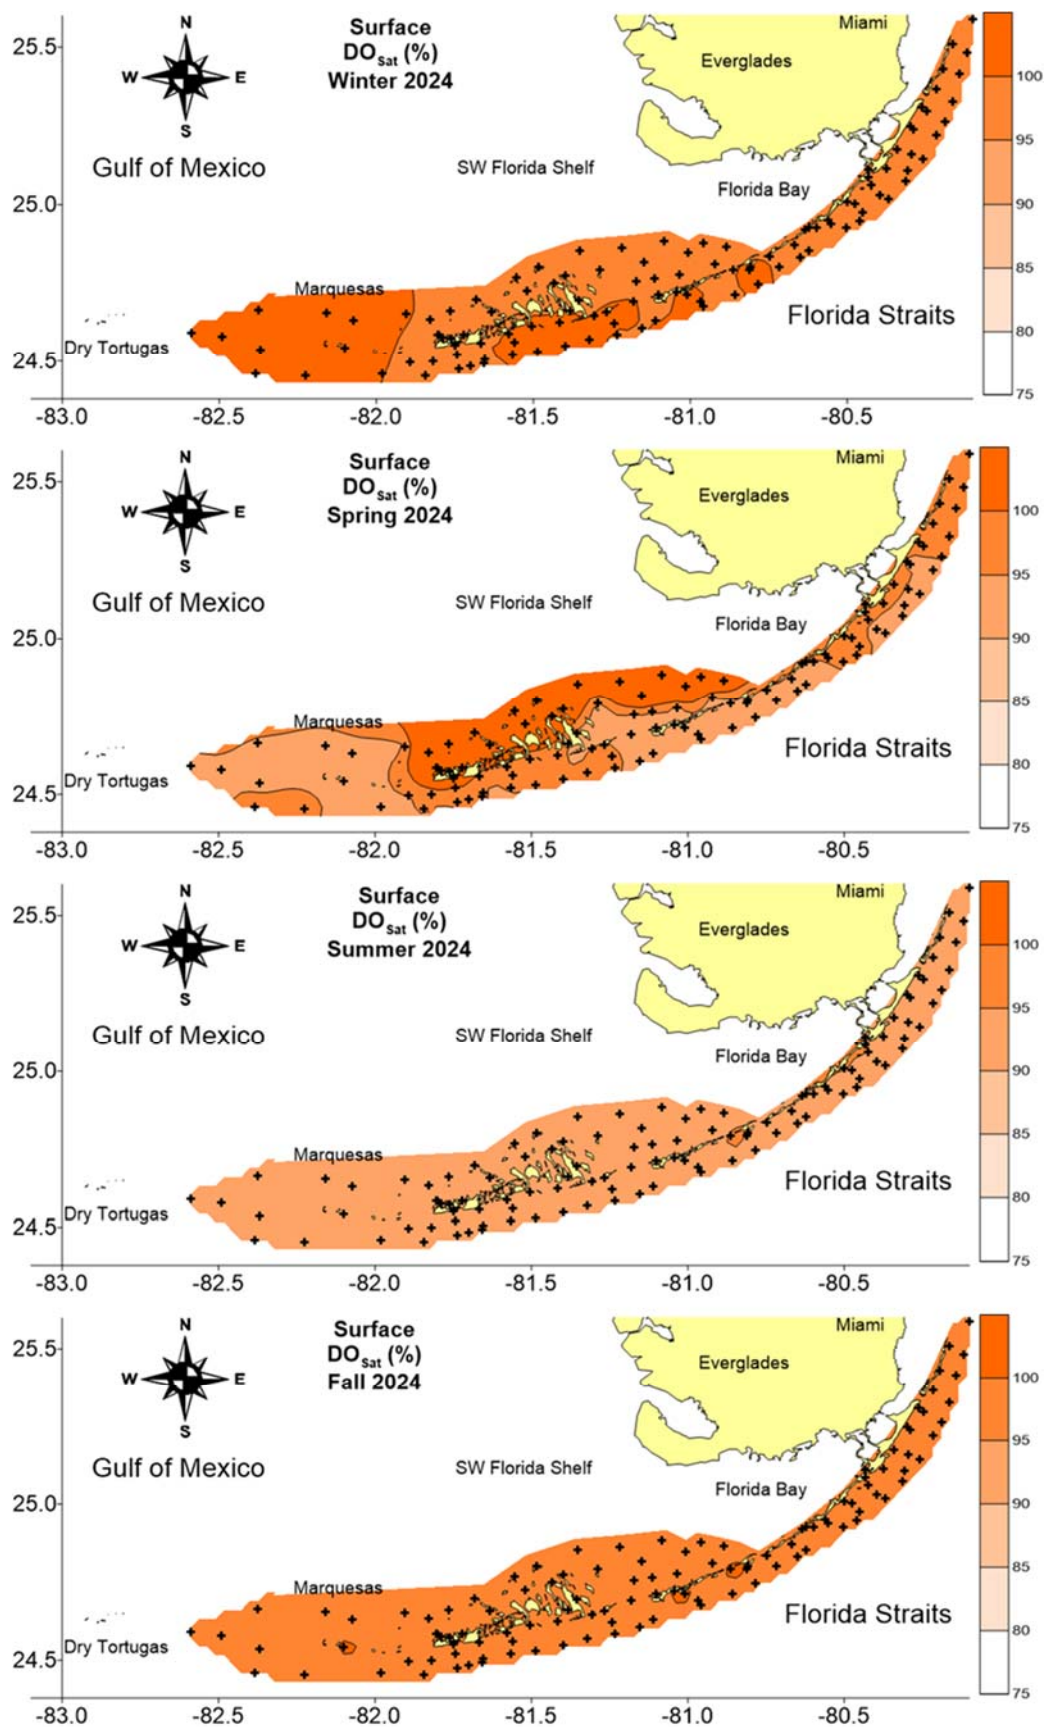 Surface
DOSat (%)
Winter 2024
N
W E
S
Gulf of Mexico
SW Florida Shelf
Miami
Everglades
Florida Bay
Florida Straits
Marquesas
Dry Tortugas
25.5
25.0
24.5
-83.0 -82.5 -82.0 -81.5 -81.0 -80.5
100
95
90
85
80
75
Surface
DOSat (%)
Spring 2024
N
W E
S
Gulf of Mexico
SW Florida Shelf
Miami
Everglades
Florida Bay
Florida Straits
Marquesas
Dry Tortugas
25.5
25.0
24.5
-83.0 -82.5 -82.0 -81.5 -81.0 -80.5
100
95
90
85
80
75
Surface
DOSat (%)
Summer 2024
N
W E
S
Gulf of Mexico
SW Florida Shelf
Miami
Everglades
Florida Bay
Florida Straits
Marquesas
Dry Tortugas
25.5
25.0
24.5
-83.0 -82.5 -82.0 -81.5 -81.0 -80.5
100
95
90
85
80
75
Surface
DOSat (%)
Fall 2024
N
W E
S
Gulf of Mexico
SW Florida Shelf
Miami
Everglades
Florida Bay
Florida Straits
Marquesas
Dry Tortugas
25.5
25.0
24.5
-83.0 -82.5 -82.0 -81.5 -81.0 -80.5
100
95
90
85
80
75